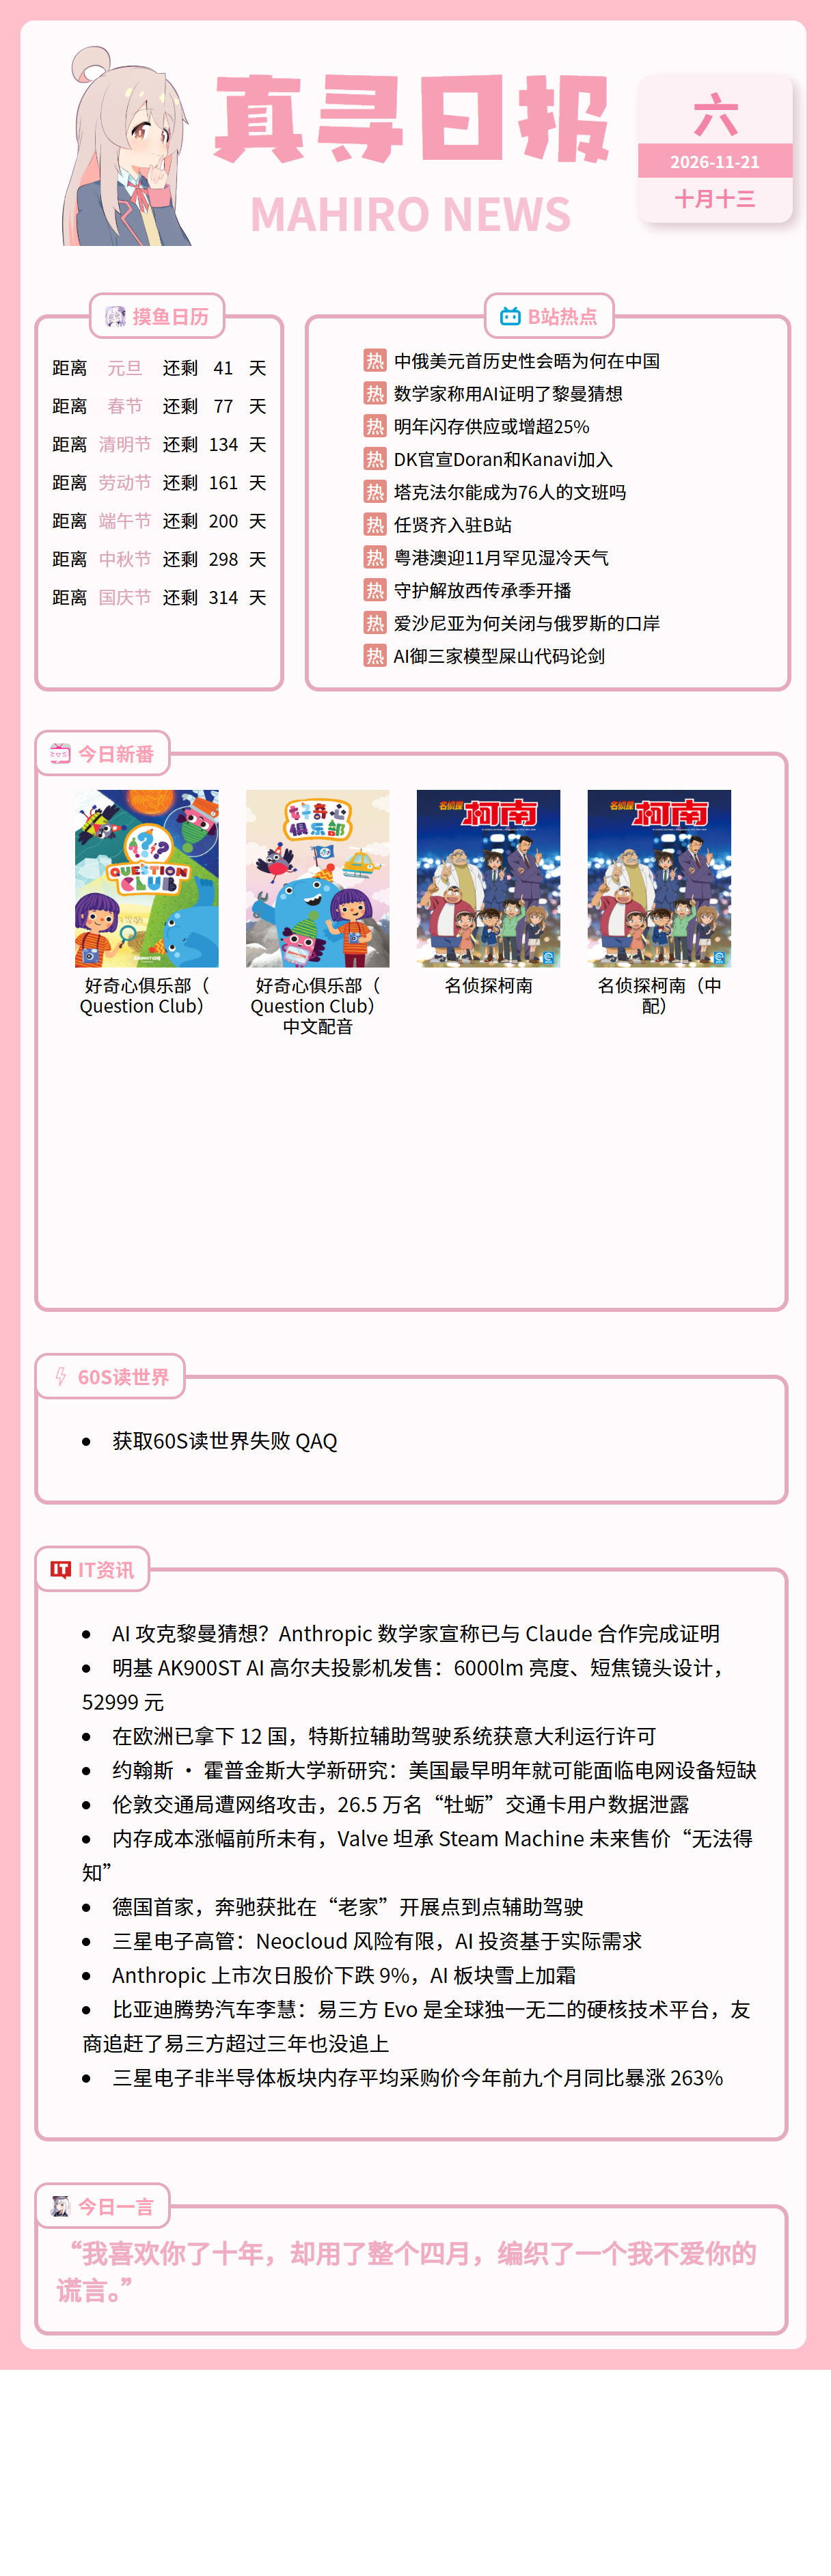 真寻日报
MAHIRO NEWS
六
2026-11-21
十月十三
摸鱼日历
距离 元旦 还剩 41 天
距离 春节 还剩 77 天
距离 清明节 还剩 134 天
距离 劳动节 还剩 161 天
距离 端午节 还剩 200 天
距离 中秋节 还剩 298 天
距离 国庆节 还剩 314 天
B站热点
热 中俄美元首历史性会晤为何在中国
热 数学家称用AI证明了黎曼猜想
热 明年闪存供应或增超25%
热 DK官宣Doran和Kanavi加入
热 塔克法尔能成为76人的文班吗
热 任贤齐入驻B站
热 粤港澳迎11月罕见湿冷天气
热 守护解放西传承季开播
热 爱沙尼亚为何关闭与俄罗斯的口岸
热 AI御三家模型屎山代码论剑
今日新番
QUESTION
CLUB
好奇心俱乐部（
Question Club）
好奇心
俱乐部
好奇心俱乐部（
Question Club）
中文配音
名侦探柯南
名侦探柯南
名侦探柯南
名侦探柯南（中
配）
60S读世界
获取60S读世界失败 QAQ
IT资讯
AI 攻克黎曼猜想？Anthropic 数学家宣称已与 Claude 合作完成证明
明基 AK900ST AI 高尔夫投影机发售：6000lm 亮度、短焦镜头设计，
52999 元
在欧洲已拿下 12 国，特斯拉辅助驾驶系统获意大利运行许可
约翰斯 · 霍普金斯大学新研究：美国最早明年就可能面临电网设备短缺
伦敦交通局遭网络攻击，26.5 万名“牡蛎”交通卡用户数据泄露
内存成本涨幅前所未有，Valve 坦承 Steam Machine 未来售价“无法得
知”
德国首家，奔驰获批在“老家”开展点到点辅助驾驶
三星电子高管：Neocloud 风险有限，AI 投资基于实际需求
Anthropic 上市次日股价下跌 9%，AI 板块雪上加霜
比亚迪腾势汽车李慧：易三方 Evo 是全球独一无二的硬核技术平台，友
商追赶了易三方超过三年也没追上
三星电子非半导体板块内存平均采购价今年前九个月同比暴涨 263%
今日一言
“我喜欢你了十年，却用了整个四月，编织了一个我不爱你的
谎言。”